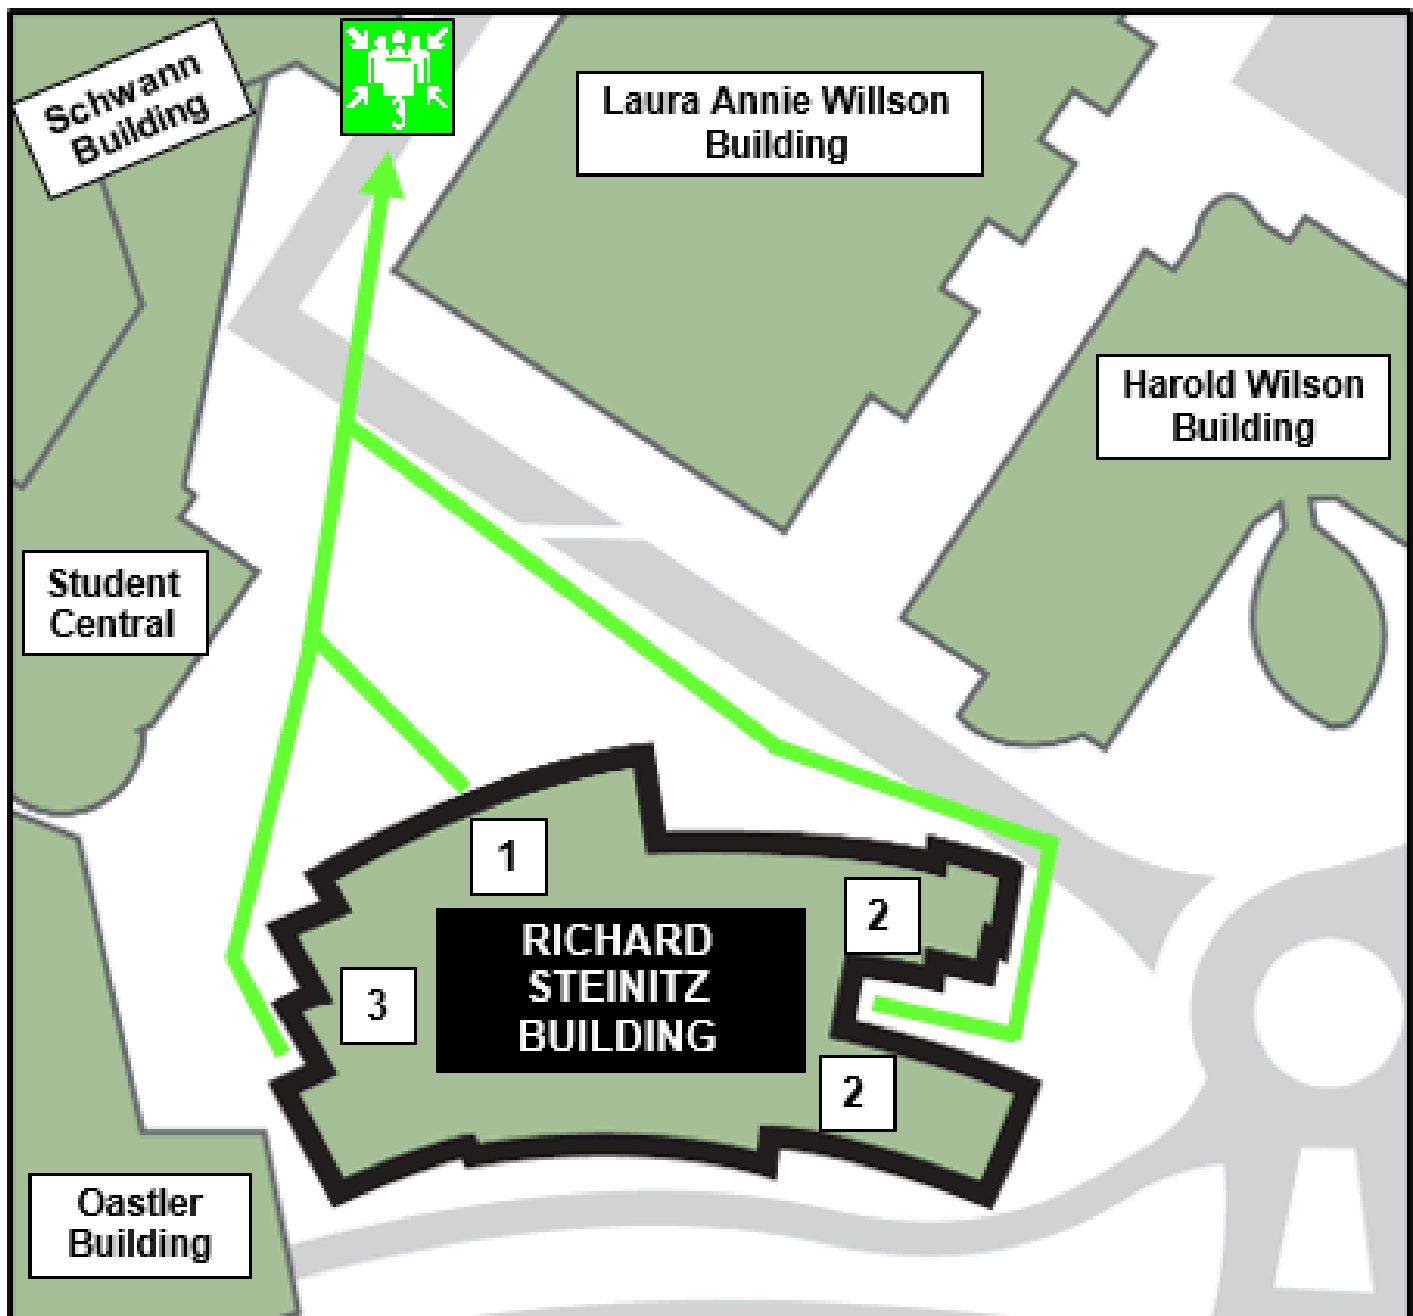 Schwann
Building
3
Laura Annie Willson
Building
Harold Wilson
Building
Student
Central
1
2
RICHARD
STEINITZ
BUILDING
3
2
Oastler
Building